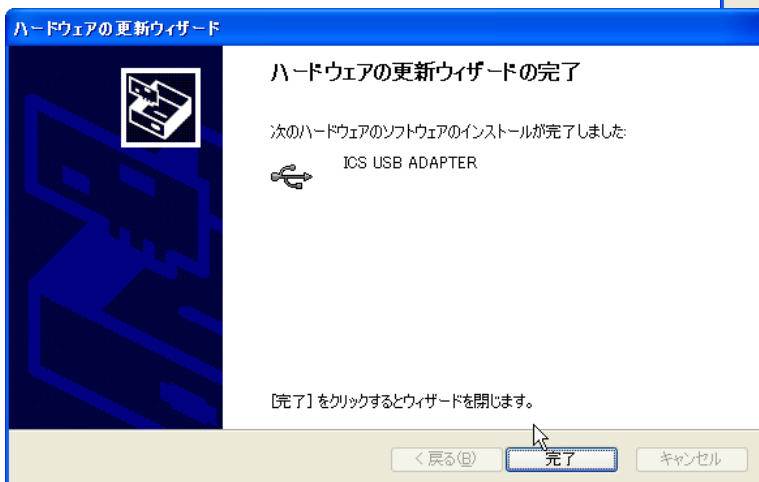 ハードウェアの更新ウィザード
ハードウェアの更新ウィザードの完了
次のハードウェアのソフトウェアのインストールが完了しました:
ICS USB ADAPTER
[完了] をクリックするとウィザードを閉じます。
< 戻る(B) 完了 キャンセル